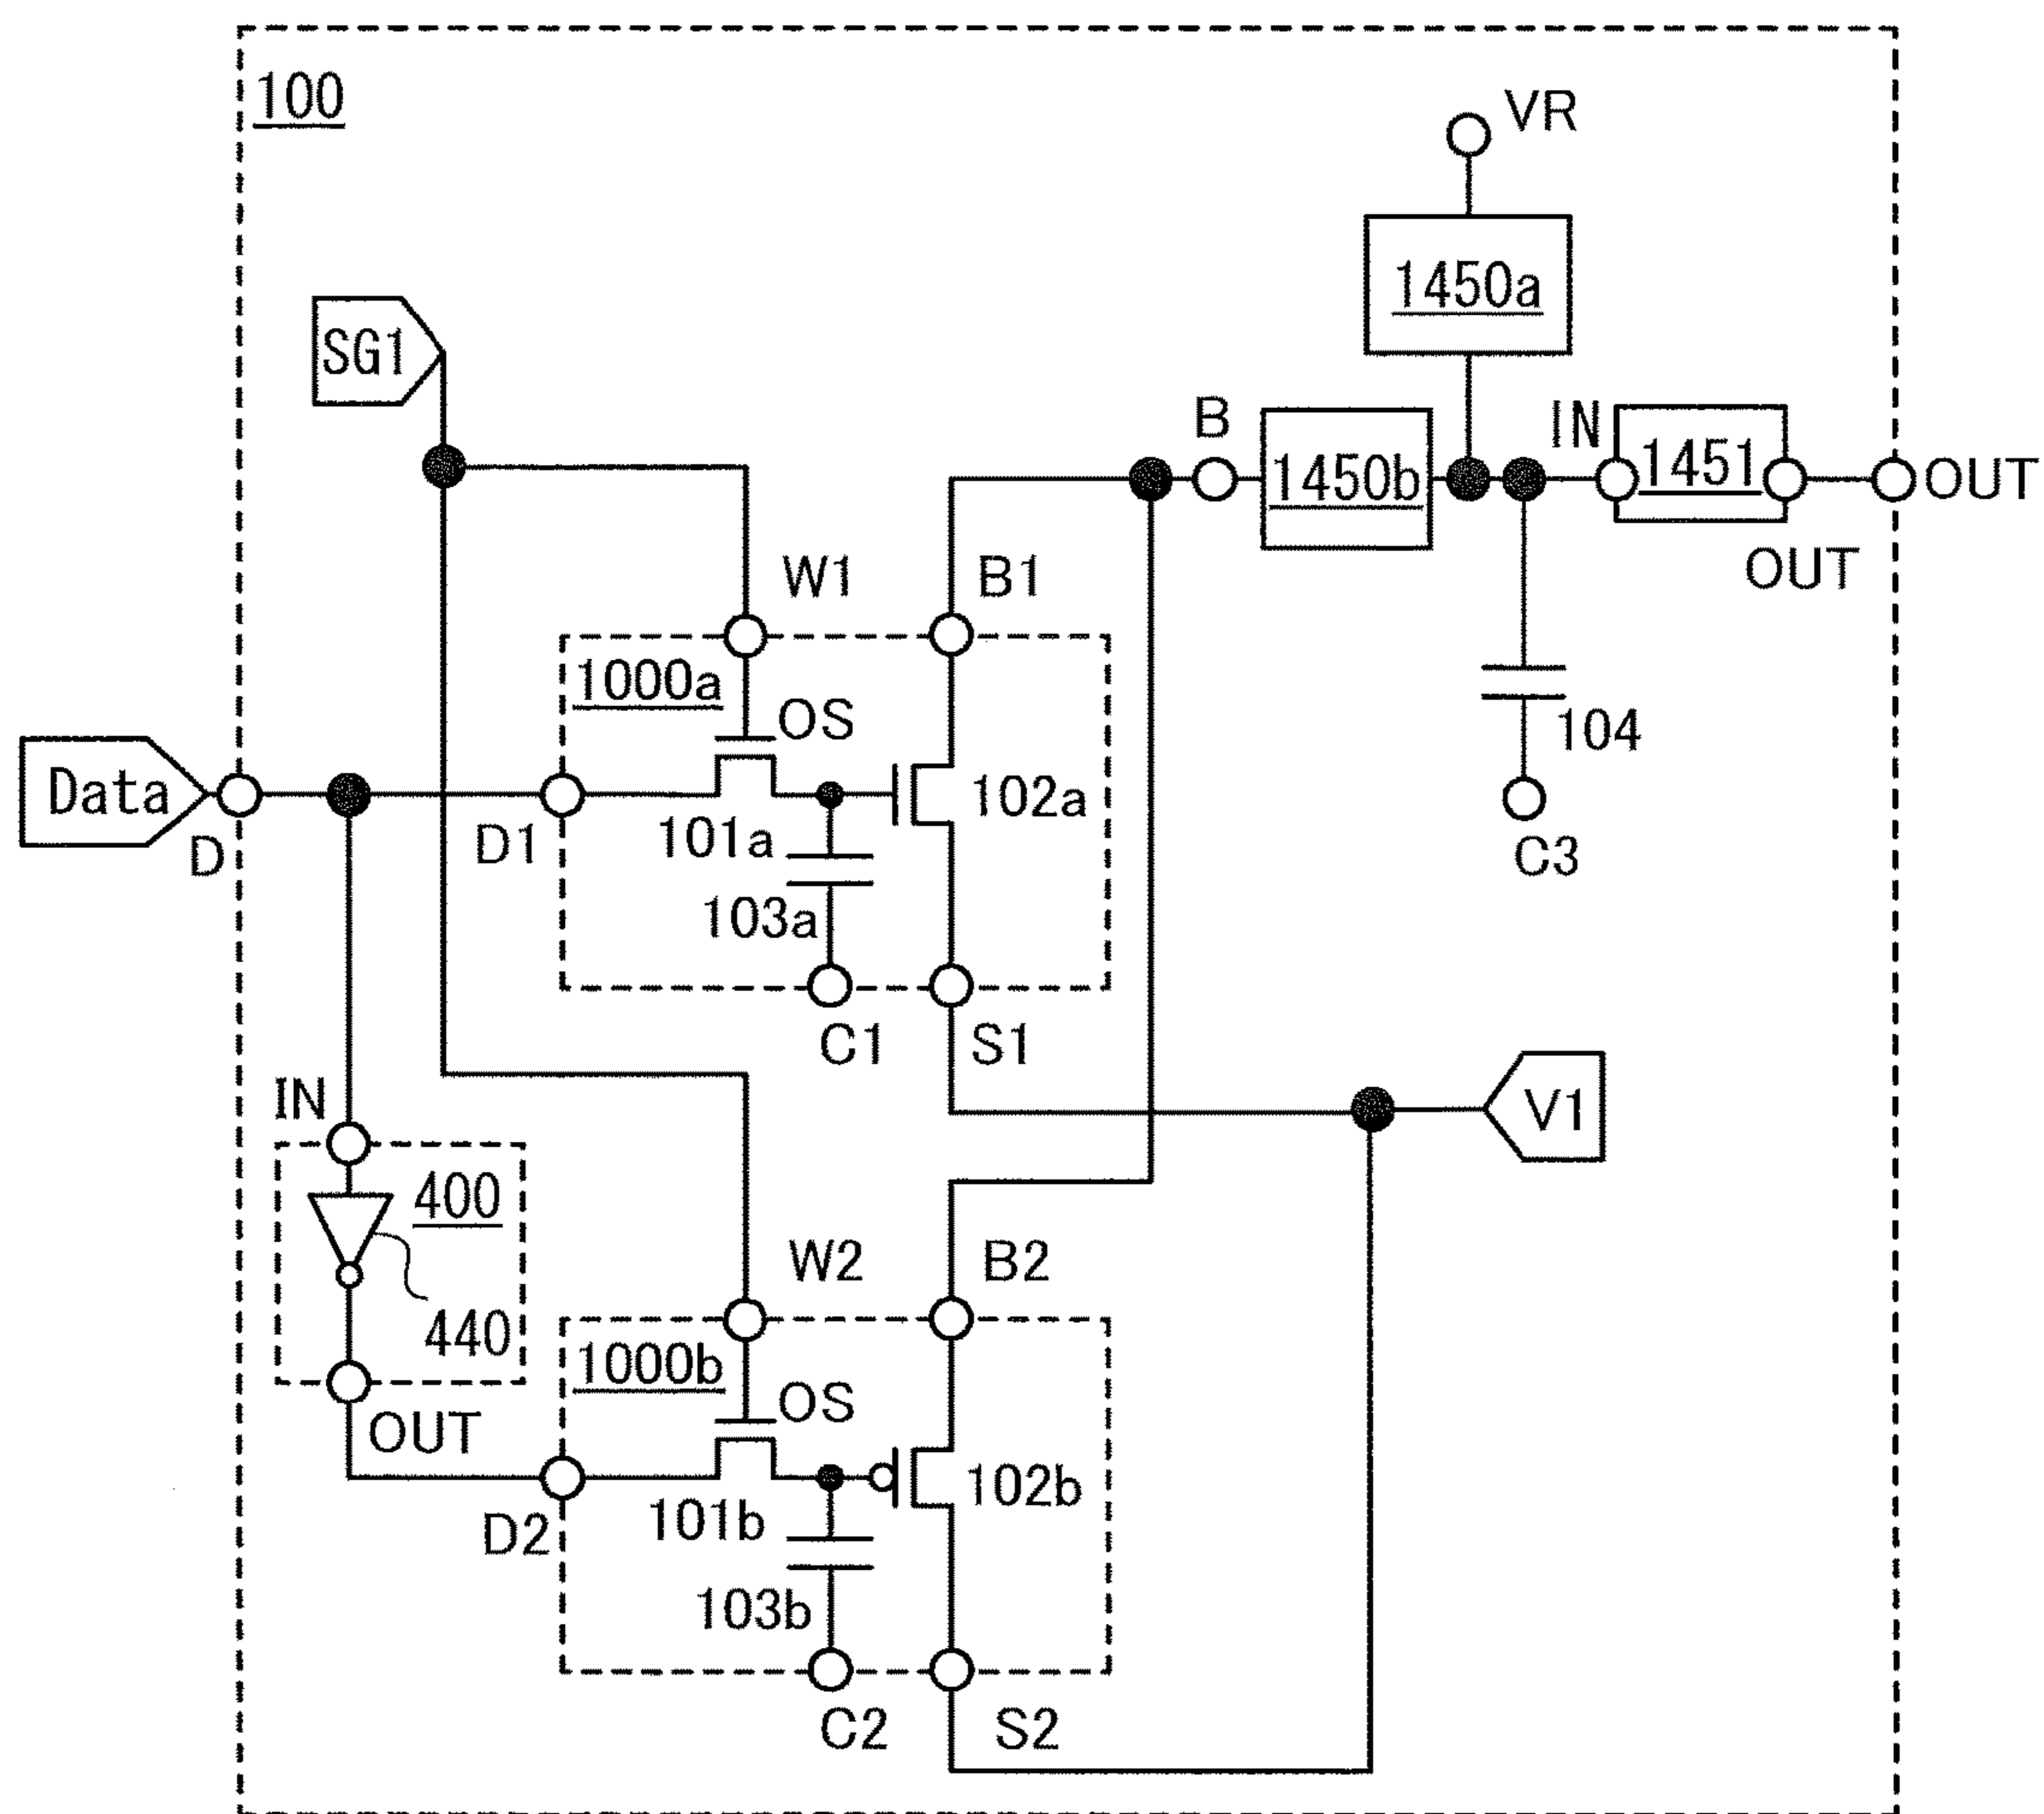 100
VR
1450a
SG1
B
1450b
IN
1451
OUT
OUT
W1
B1
1000a
OS
104
Data
D
D1
101a
102a
C3
103a
C1
S1
V1
IN
400
440
W2
B2
1000b
OS
OUT
D2
101b
102b
103b
C2
S2